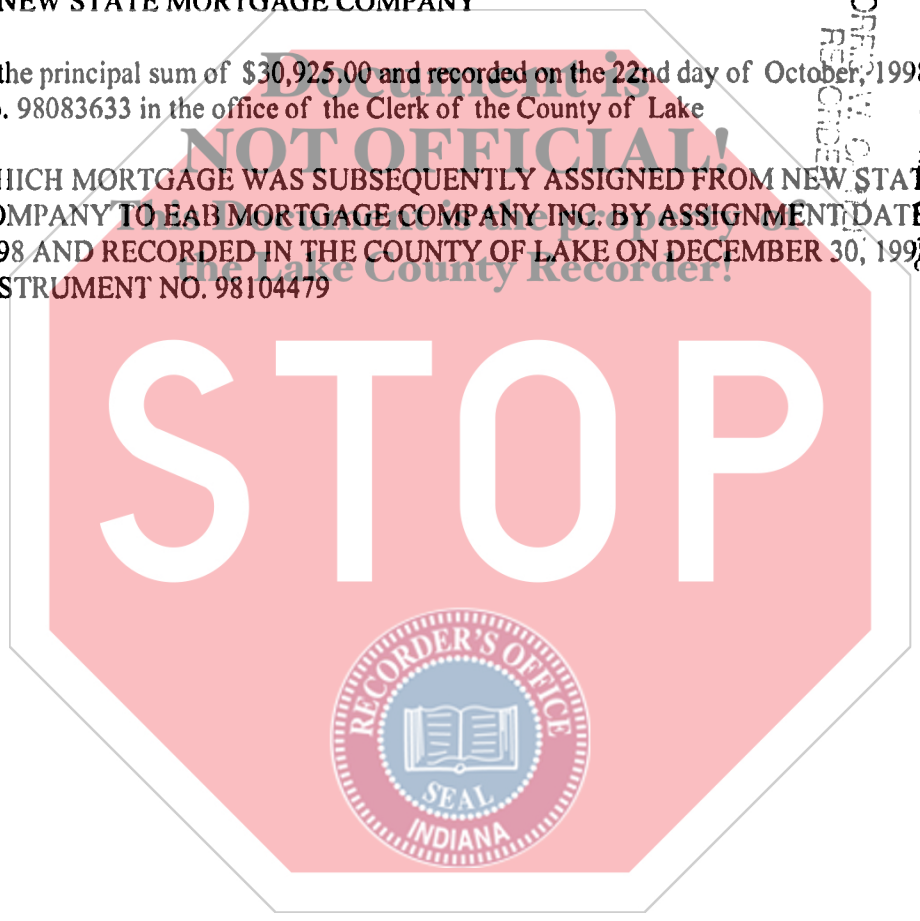 NEW STATE MORTGAGE COMPANY
the principal sum of $30,925.00 and recorded on the 22nd day of October, 199
. 98083633 in the office of the Clerk of the County of Lake
HICH MORTGAGE WAS SUBSEQUENTLY ASSIGNED FROM NEW STAT
OMPANY TO EAB MORTGAGE COMPANY INC. BY ASSIGNMENT DATE
98 AND RECORDED IN THE COUNTY OF LAKE ON DECEMBER 30, 199
STRUMENT NO. 98104479
Document is
NOT OFFICIAL!
This Document is the property of
the Lake County Recorder!
STOP
RECORDER'S OFFICE
SEAL
INDIANA